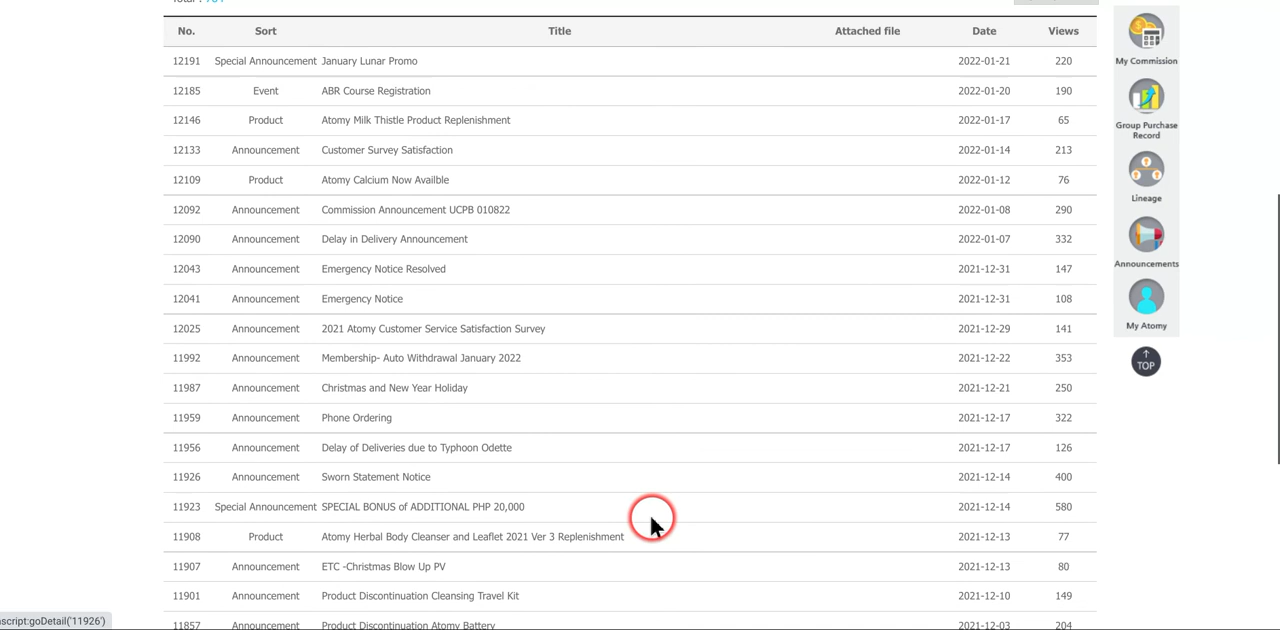 No. Sort Title Attached file Date Views
12191 Special Announcement January Lunar Promo 2022-01-21 220
12185 Event ABR Course Registration 2022-01-20 190
12146 Product Atomy Milk Thistle Product Replenishment 2022-01-17 65
12133 Announcement Customer Survey Satisfaction 2022-01-14 213
12109 Product Atomy Calcium Now Availble 2022-01-12 76
12092 Announcement Commission Announcement UCPB 010822 2022-01-08 290
12090 Announcement Delay in Delivery Announcement 2022-01-07 332
12043 Announcement Emergency Notice Resolved 2021-12-31 147
12041 Announcement Emergency Notice 2021-12-31 108
12025 Announcement 2021 Atomy Customer Service Satisfaction Survey 2021-12-29 141
11992 Announcement Membership- Auto Withdrawal January 2022 2021-12-22 353
11987 Announcement Christmas and New Year Holiday 2021-12-21 250
11959 Announcement Phone Ordering 2021-12-17 322
11956 Announcement Delay of Deliveries due to Typhoon Odette 2021-12-17 126
11926 Announcement Sworn Statement Notice 2021-12-14 400
11923 Special Announcement SPECIAL BONUS of ADDITIONAL PHP 20,000 2021-12-14 580
11908 Product Atomy Herbal Body Cleanser and Leaflet 2021 Ver 3 Replenishment 2021-12-13 77
11907 Announcement ETC -Christmas Blow Up PV 2021-12-13 80
11901 Announcement Product Discontinuation Cleansing Travel Kit 2021-12-10 149
11857 Announcement Product Discontinuation Atomy Battery 2021-12-03 204
script:goDetail('11926')
My Commission
Group Purchase
Record
Lineage
Announcements
My Atomy
↑
TOP